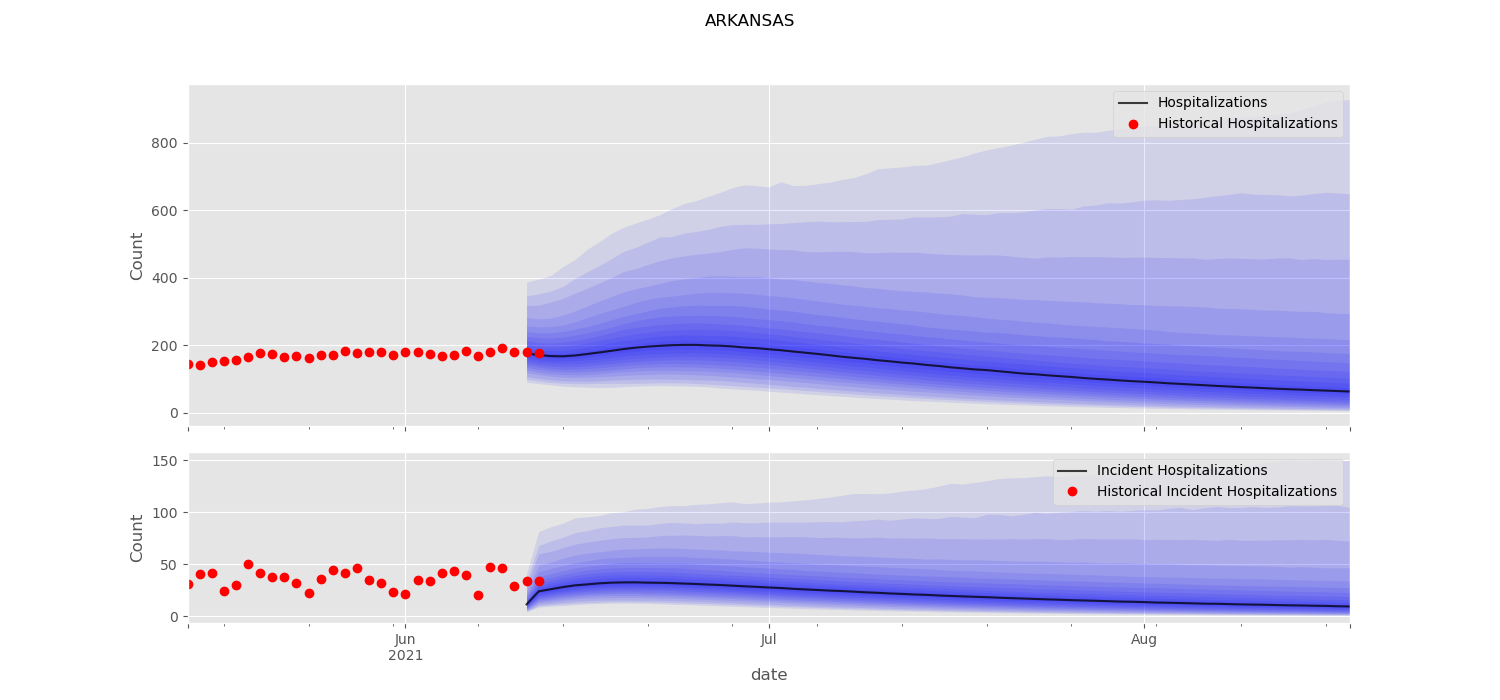 ARKANSAS
Hospitalizations
Historical Hospitalizations
800
600
400
200
0
Count
Incident Hospitalizations
Historical Incident Hospitalizations
150
100
50
0
Count
Jun
2021
Jul
Aug
date